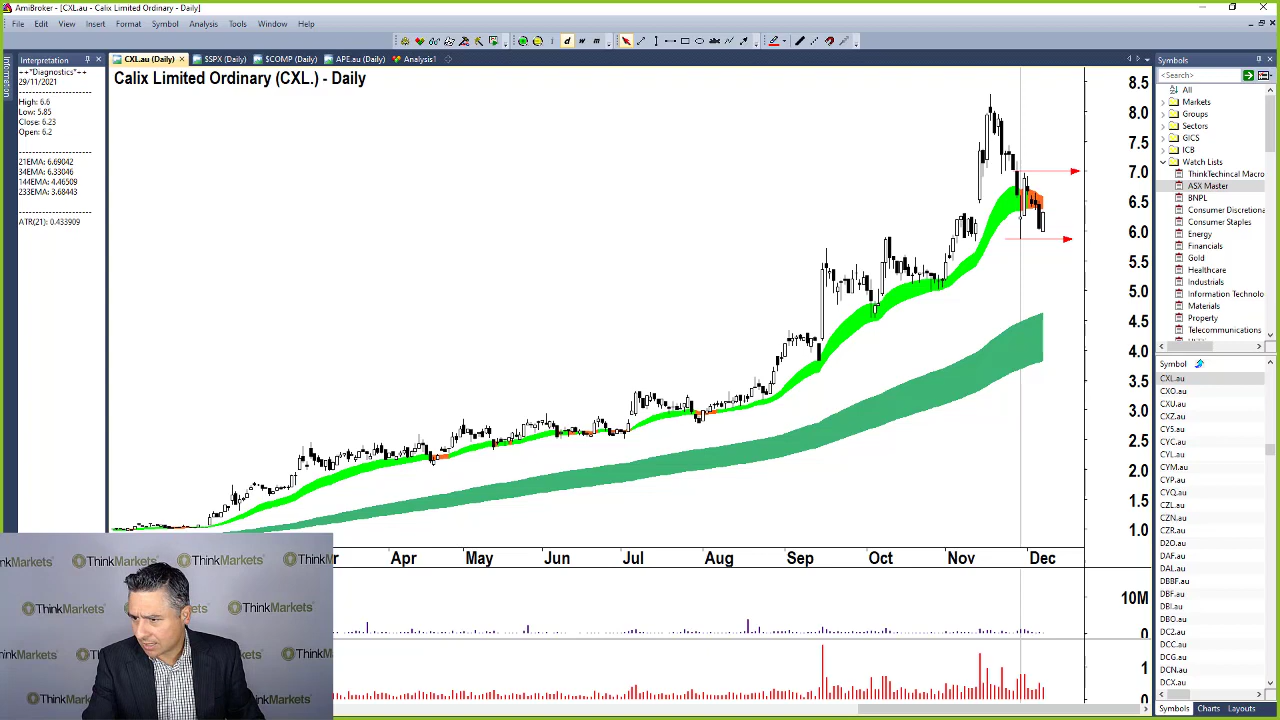 AmiBroker - [CXL.au - Calix Limited Ordinary - Daily]
File Edit View Insert Format Symbol Analysis Tools Window Help
d w m
Interpretation
Information
CXL.au (Daily) $SPX (Daily) $COMP (Daily) APE.au (Daily) Analysis1
Calix Limited Ordinary (CXL.) - Daily
**Diagnostics**
29/11/2021
High: 6.6
Low: 5.85
Close: 6.23
Open: 6.2
21EMA: 6.69042
34EMA: 6.33046
144EMA: 4.46509
233EMA: 3.68443
ATR(21): 0.433909
8.5
8.0
7.5
7.0
6.5
6.0
5.5
5.0
4.5
4.0
3.5
3.0
2.5
2.0
1.5
1.0
Apr May Jun Jul Aug Sep Oct Nov Dec
10M
0
1
0
Symbols
<Search>
All
Markets
Groups
Sectors
GICS
ICB
Watch Lists
ThinkTechincal Macro
ASX Master
BNPL
Consumer Discretiona
Consumer Staples
Energy
Financials
Gold
Healthcare
Industrials
Information Technolo
Materials
Property
Telecommunications
Symbol
CXL.au
CXO.au
CXU.au
CXZ.au
CY5.au
CYC.au
CYL.au
CYM.au
CYP.au
CYQ.au
CZL.au
CZN.au
CZR.au
D2O.au
DAF.au
DAL.au
DBBF.au
DBF.au
DBI.au
DBO.au
DC2.au
DCC.au
DCG.au
DCN.au
DCX.au
Symbols Charts Layouts
ThinkMarkets ThinkMarkets
ThinkMarkets ThinkMarkets
ThinkMarkets
ThinkMarkets